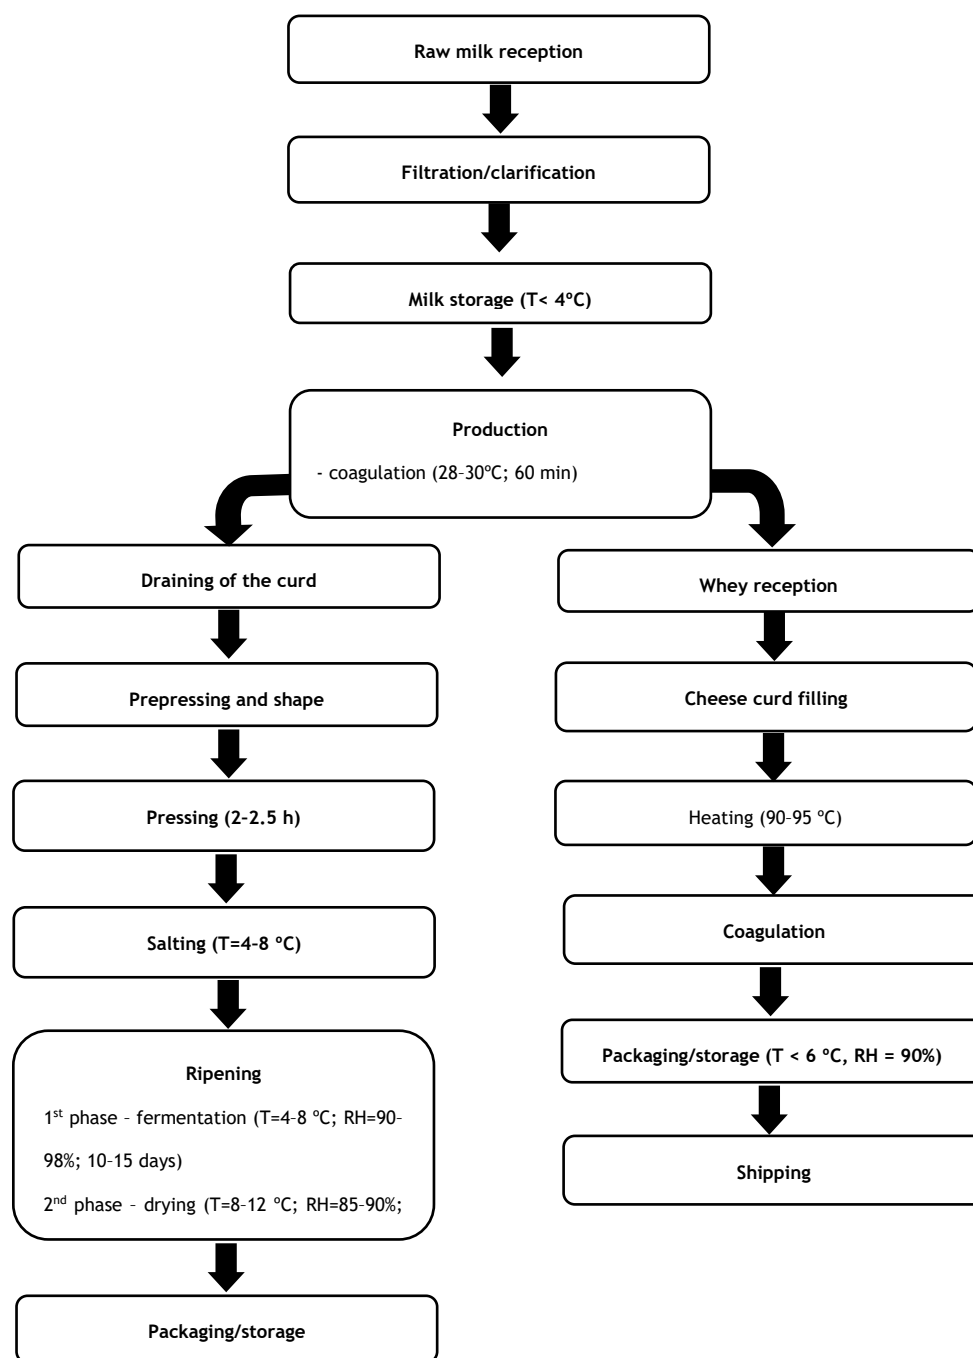 Raw milk reception
Filtration/clarification
Milk storage (T< 4ºC)
Production
- coagulation (28-30ºC; 60 min)
Draining of the curd
Prepressing and shape
Pressing (2-2.5 h)
Salting (T=4-8 ºC)
Ripening
1st phase - fermentation (T=4-8 ºC; RH=90-
98%; 10-15 days)
2nd phase - drying (T=8-12 ºC; RH=85-90%;
Packaging/storage
Whey reception
Cheese curd filling
Heating (90-95 ºC)
Coagulation
Packaging/storage (T < 6 ºC, RH = 90%)
Shipping